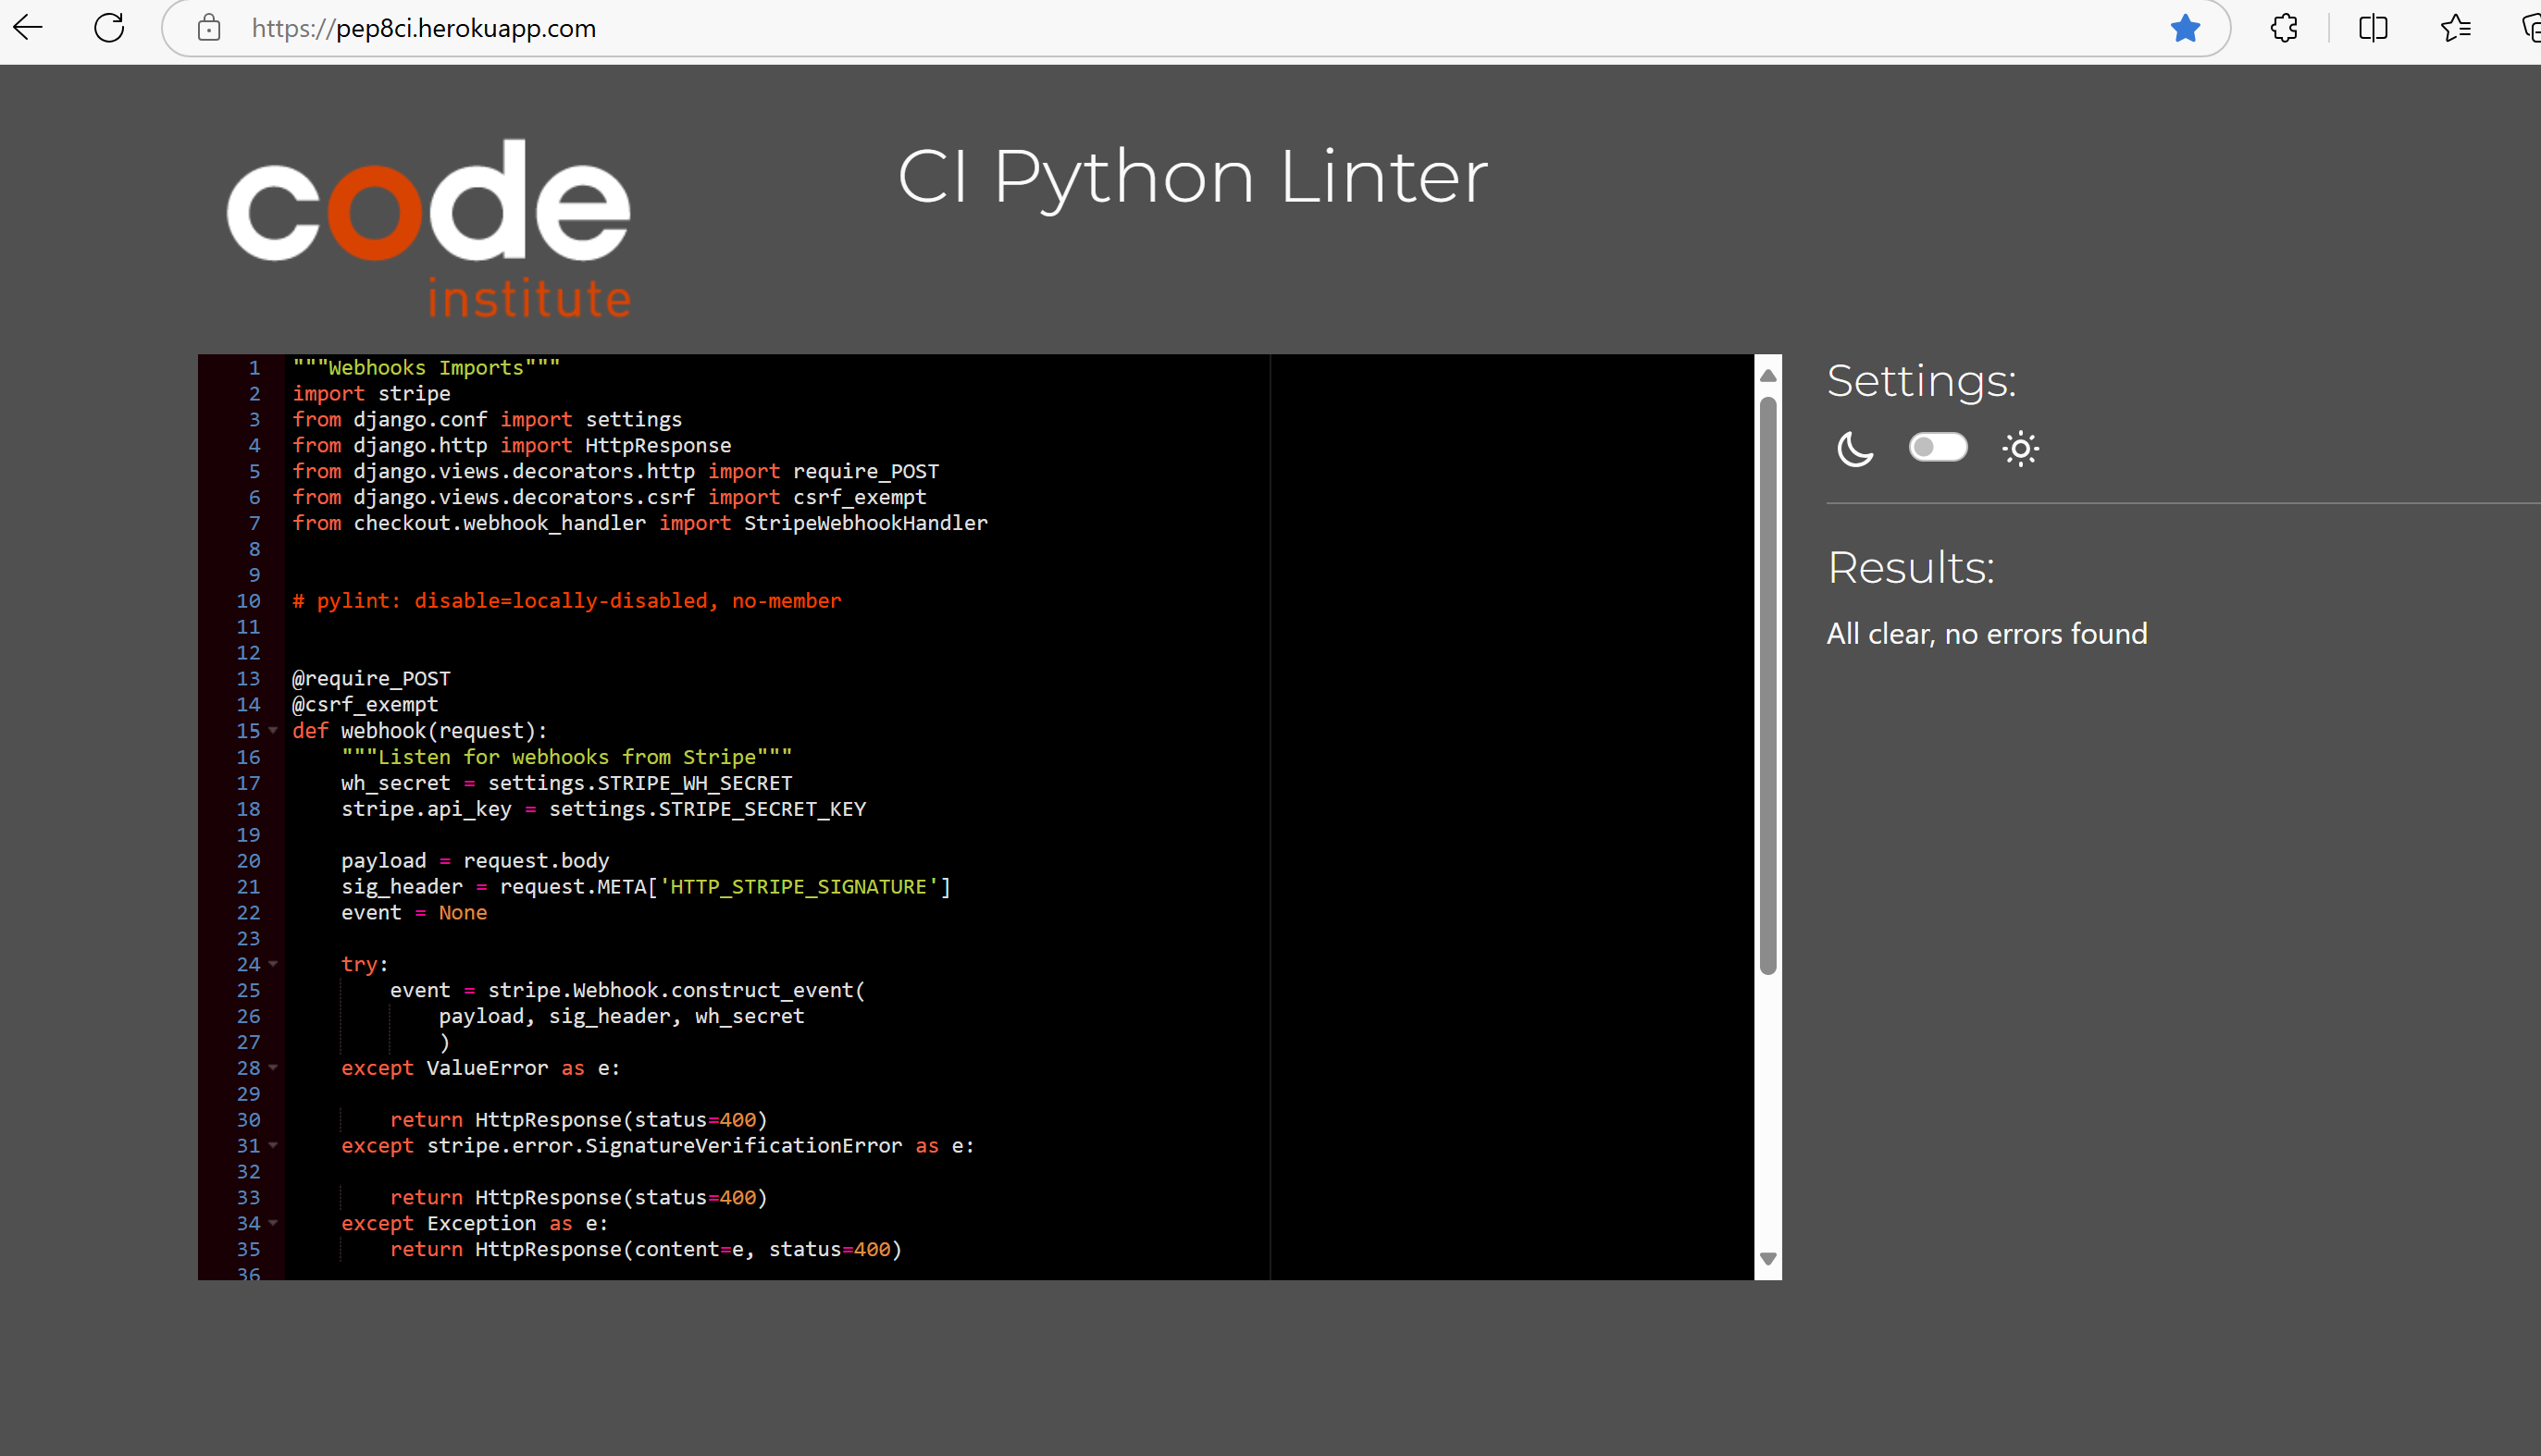 https://pep8ci.herokuapp.com
code
institute
CI Python Linter
1 """Webhooks Imports"""
2 import stripe
3 from django.conf import settings
4 from django.http import HttpResponse
5 from django.views.decorators.http import require_POST
6 from django.views.decorators.csrf import csrf_exempt
7 from checkout.webhook_handler import StripeWebhookHandler
8
9
10 # pylint: disable=locally-disabled, no-member
11
12
13 @require_POST
14 @csrf_exempt
15 def webhook(request):
16     """Listen for webhooks from Stripe"""
17     wh_secret = settings.STRIPE_WH_SECRET
18     stripe.api_key = settings.STRIPE_SECRET_KEY
19
20     payload = request.body
21     sig_header = request.META['HTTP_STRIPE_SIGNATURE']
22     event = None
23
24     try:
25         event = stripe.Webhook.construct_event(
26             payload, sig_header, wh_secret
27             )
28     except ValueError as e:
29
30         return HttpResponse(status=400)
31     except stripe.error.SignatureVerificationError as e:
32
33         return HttpResponse(status=400)
34     except Exception as e:
35         return HttpResponse(content=e, status=400)
36
Settings:
Results:
All clear, no errors found